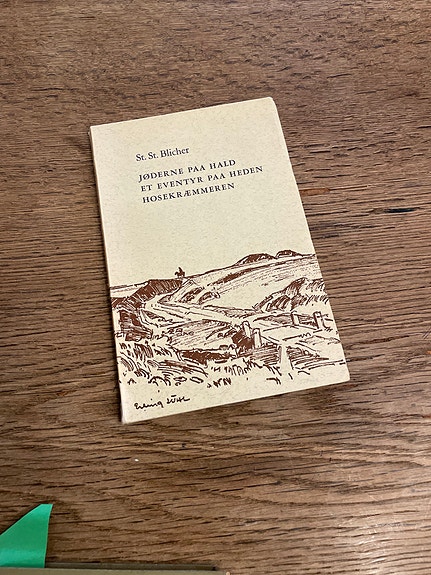 St. St. Blicher
JØDERNE PAA HALD
ET EVENTYR PAA HEDEN
HOSEKRÆMMEREN